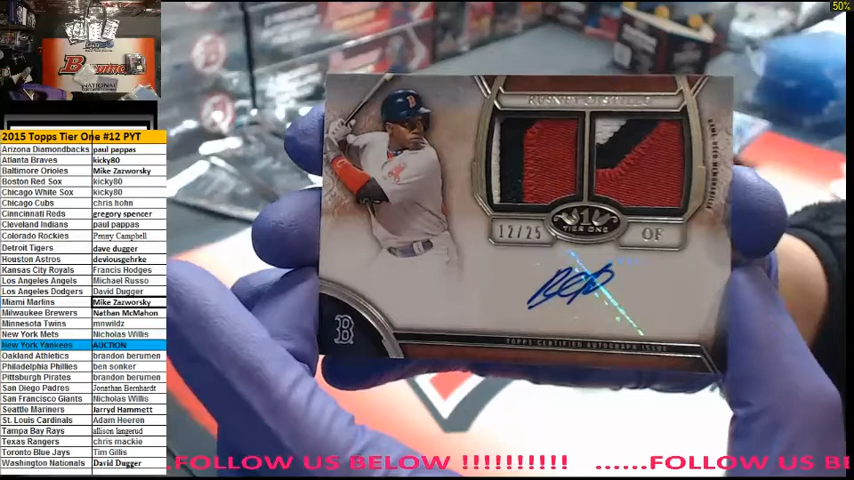 50%
2015 Topps Tier One #12 PYT
Arizona Diamondbacks paul pappas
Atlanta Braves kicky80
Baltimore Orioles Mike Zazworsky
Boston Red Sox kicky80
Chicago White Sox kicky80
Chicago Cubs chris hohn
Cinncinati Reds gregory spencer
Cleveland Indians paul pappas
Colorado Rockies Penny Campbell
Detroit Tigers dave dugger
Houston Astros deviousgehrke
Kansas City Royals Francis Hodges
Los Angeles Angels Michael Russo
Los Angeles Dodgers David Dugger
Miami Marlins Mike Zazworsky
Milwaukee Brewers Nathan McMahon
Minnesota Twins mnwildz
New York Mets Nicholas Willis
New York Yankees AUCTION
Oakland Athletics brandon berumen
Philadelphia Phillies ben sonker
Pittsburgh Pirates brandon berumen
San Diego Padres Jonathan Bernhardt
San Francisco Giants Nicholas Willis
Seattle Mariners Jarryd Hammett
St. Louis Cardinals Adam Heeren
Tampa Bay Rays allison langerud
Texas Rangers chris mackie
Toronto Blue Jays Tim Gillis
Washington Nationals David Dugger
RUSNEY CASTILLO
12/25
1
TIER ONE
OF
B
TOPPS CERTIFIED AUTOGRAPH ISSUE
.FOLLOW US BELOW !!!!!!!!!! ......FOLLOW US B